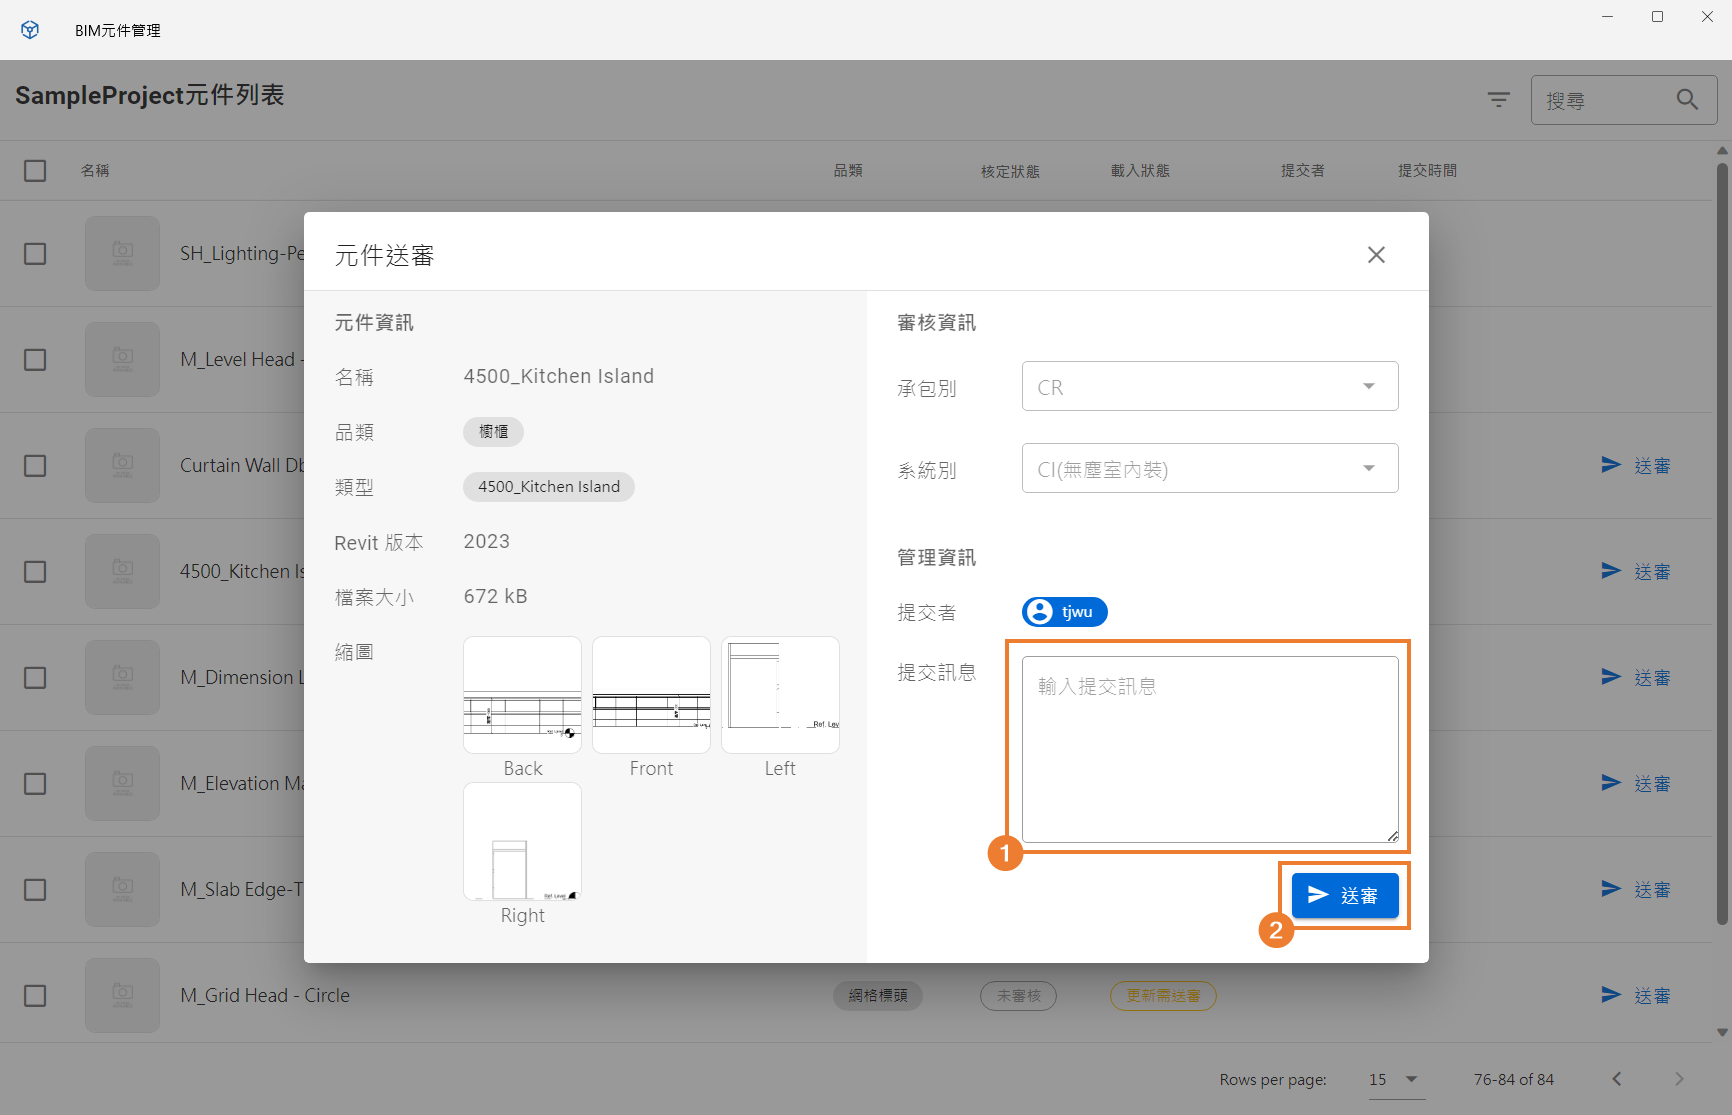 BIM元件管理
SampleProject元件列表
搜尋
名稱 品類 核定狀態 載入狀態 提交者 提交時間
SH_Lighting-Pe
M_Level Head -
Curtain Wall Db
送審
4500_Kitchen Is
送審
M_Dimension L
送審
M_Elevation Ma
送審
M_Slab Edge-T
送審
M_Grid Head - Circle 網格標頭 未審核 更新需送審 送審
Rows per page: 15 76-84 of 84
元件送審
元件資訊
名稱 4500_Kitchen Island
品類 櫥櫃
類型 4500_Kitchen Island
Revit 版本 2023
檔案大小 672 kB
縮圖
Ref. Lev
Back Front Left
Ref. Level
Right
審核資訊
承包別 CR
系統別 CI(無塵室內裝)
管理資訊
提交者 tjwu
提交訊息 輸入提交訊息
1
送審
2